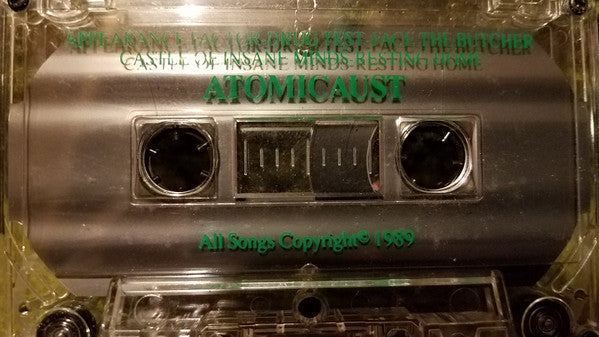 APPEARANCE FACTOR-DRUG TEST-FACE THE BUTCHER
CASTLE OF INSANE MINDS-RESTING HOME
ATOMICAUST
All Songs Copyright© 1989